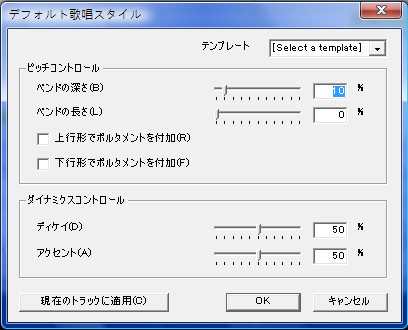 デフォルト歌唱スタイル
テンプレート [Select a template]
ピッチコントロール
ベンドの深さ(B) 10 %
ベンドの長さ(L) 0 %
上行形でポルタメントを付加(R)
下行形でポルタメントを付加(F)
ダイナミクスコントロール
ディケイ(D) 50 %
アクセント(A) 50 %
現在のトラックに適用(C) OK キャンセル